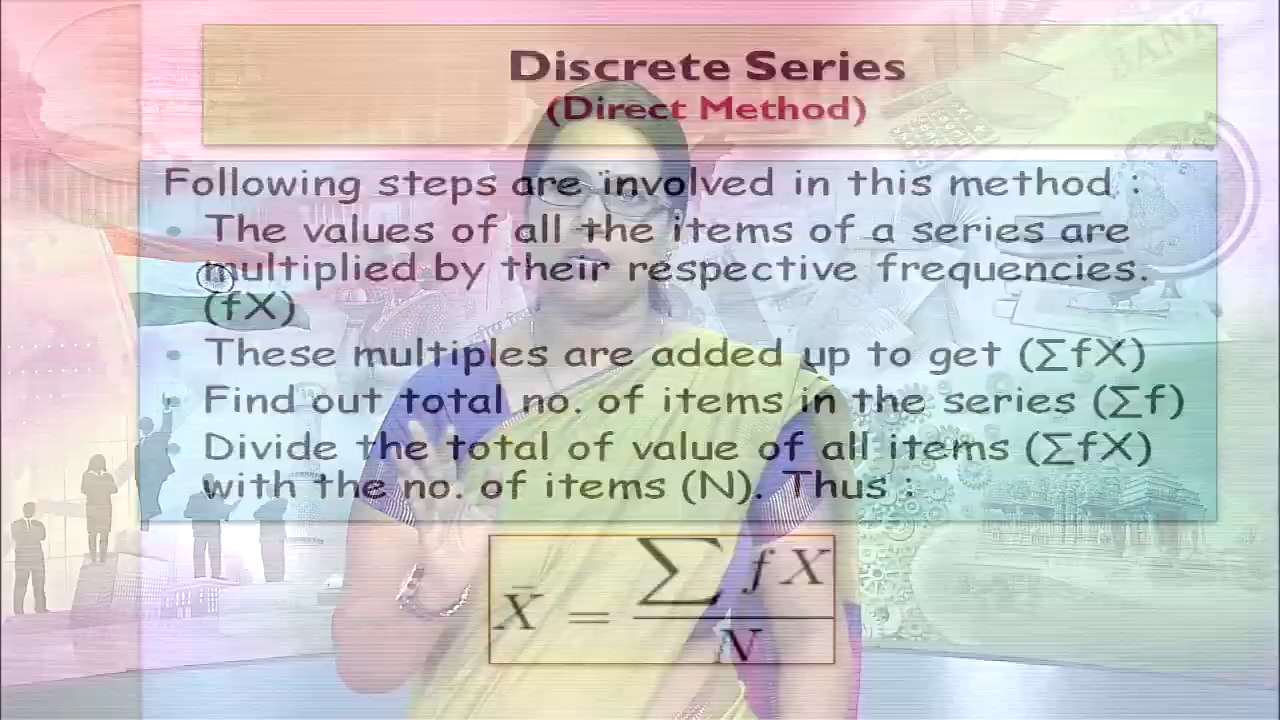 BANK
Discrete Series
(Direct Method)
Following steps are involved in this method :
• The values of all the items of a series are
multiplied by their respective frequencies.
(fX)
• These multiples are added up to get (∑fX)
• Find out total no. of items in the series (∑f)
• Divide the total of value of all items (∑fX)
with the no. of items (N). Thus :
X̄ = ∑ f X / N